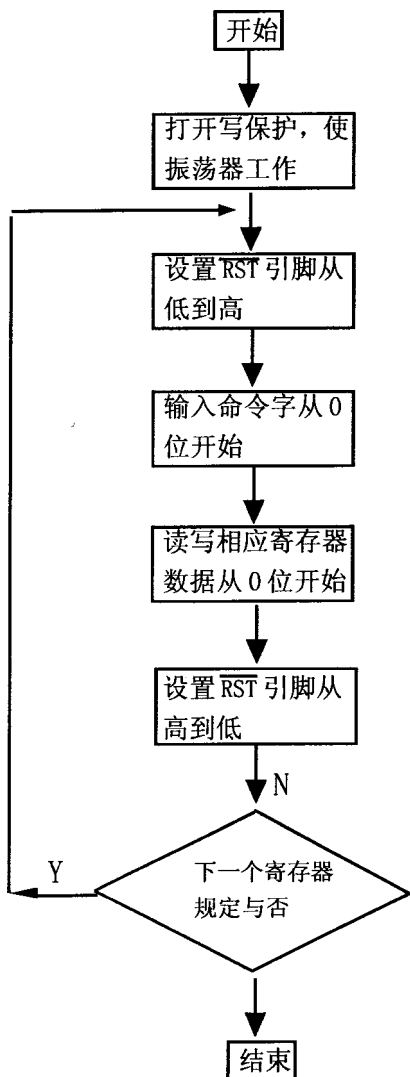 开始
打开写保护，使
振荡器工作
设置RST引脚从
低到高
输入命令字从0
位开始
读写相应寄存器
数据从0位开始
设置RST引脚从
高到低
N
下一个寄存器
Y
规定与否
结束